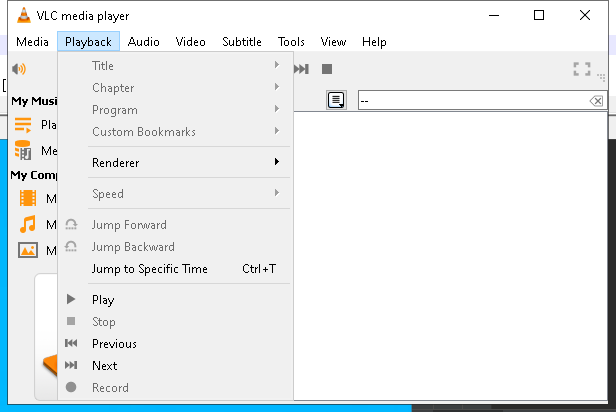 VLC media player
Media Playback Audio Video Subtitle Tools View Help
Title
Chapter
--
My Musi
Program
Pla
Custom Bookmarks
Me
Renderer
My Comp
Speed
M
Jump Forward
M
Jump Backward
M
Jump to Specific Time Ctrl+T
Play
Stop
Previous
Next
Record